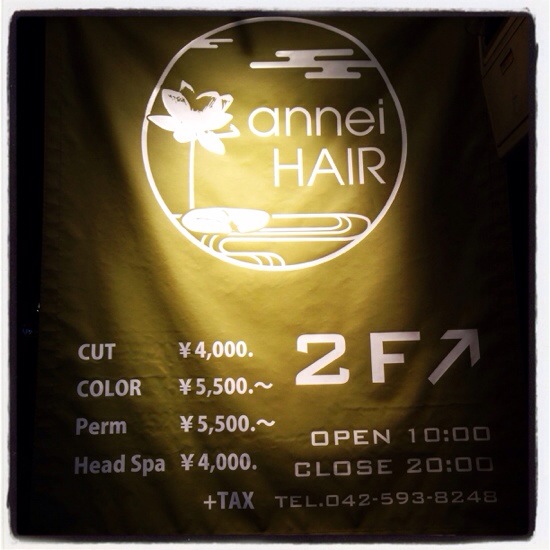 annei
HAIR
CUT ¥4,000.
COLOR ¥5,500.〜
Perm ¥5,500.〜
Head Spa ¥4,000.
+TAX
2F↗
OPEN 10:00
CLOSE 20:00
TEL.042-593-8248